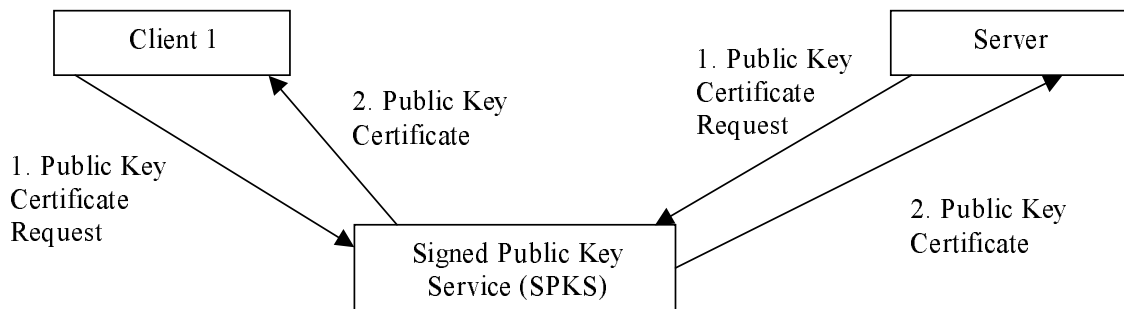 Client 1
Server
1. Public Key
Certificate
Request
2. Public Key
Certificate
1. Public Key
Certificate
Request
2. Public Key
Certificate
Signed Public Key
Service (SPKS)